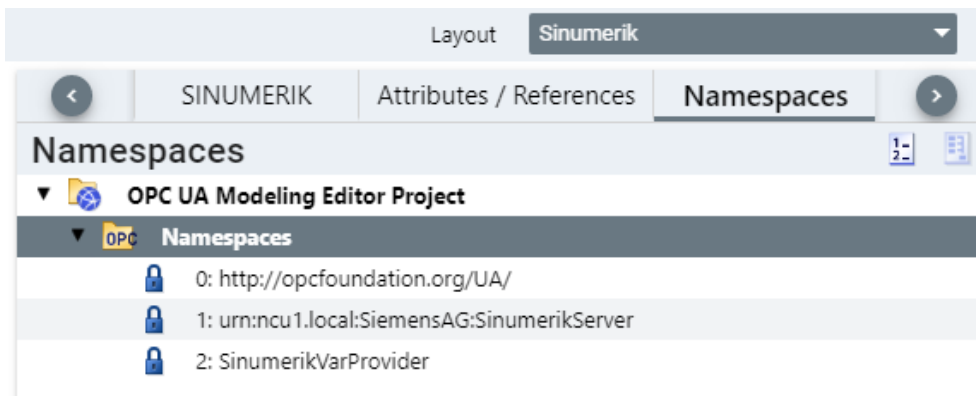 Layout Sinumerik
SINUMERIK Attributes / References Namespaces
Namespaces
OPC UA Modeling Editor Project
OPC Namespaces
0: http://opcfoundation.org/UA/
1: urn:ncu1.local:SiemensAG:SinumerikServer
2: SinumerikVarProvider